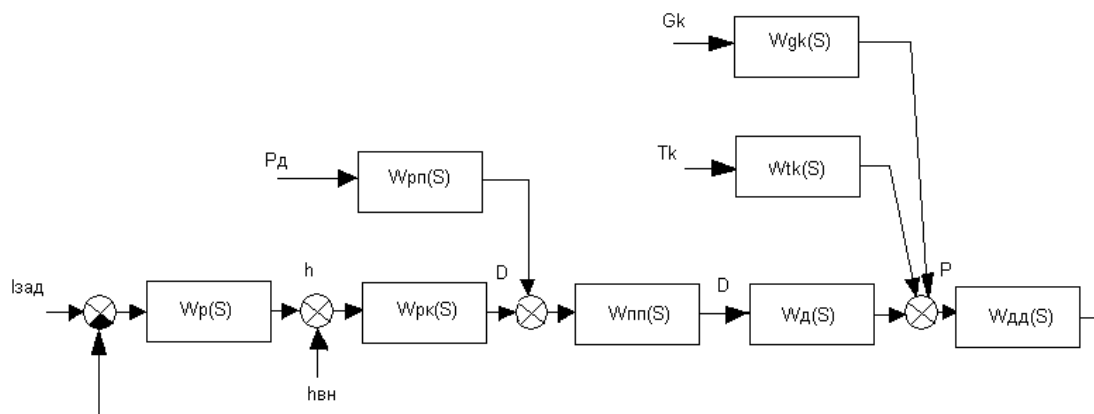 Gk
Wgk(S)
Tk
Wtk(S)
Pд
Wрп(S)
h
D
D
P
Iзад
Wр(S)
Wрк(S)
Wпп(S)
Wд(S)
Wдд(S)
hвн